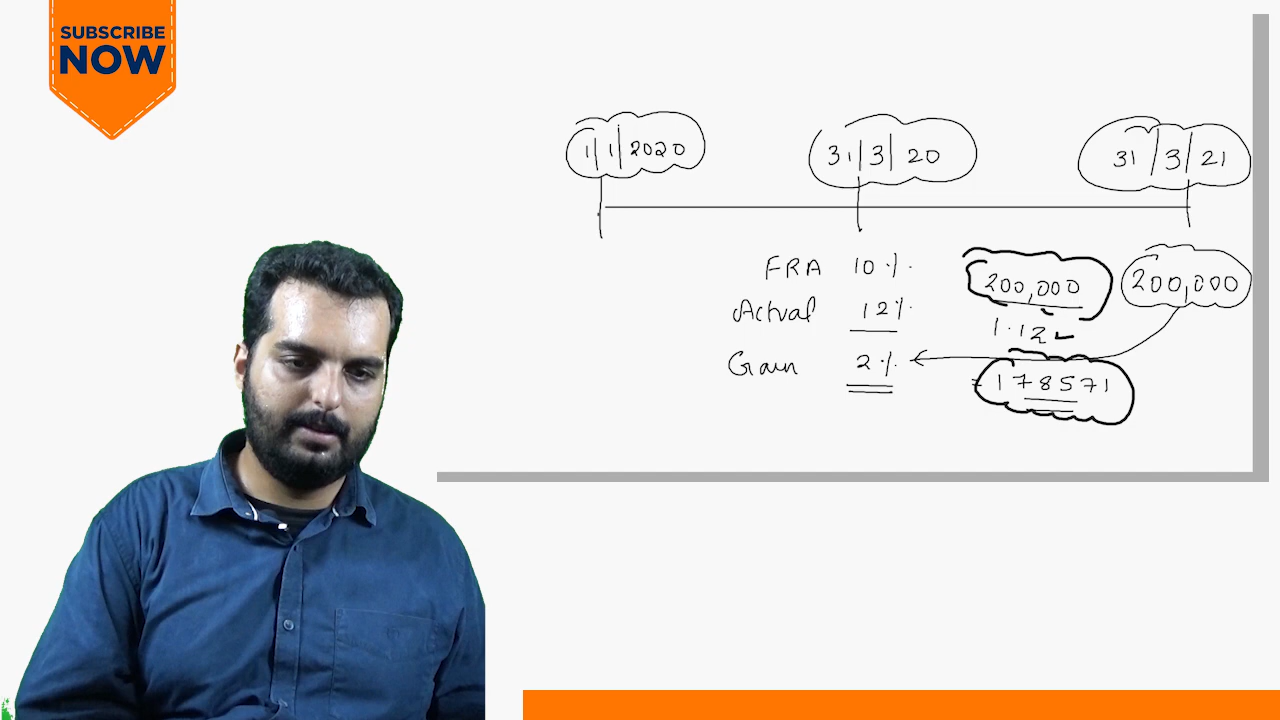 SUBSCRIBE
NOW
1|1|2020
31|3|20
31|3|21
FRA 10%. 200,000 200,000
Actual 12% 1.12
Gain 2% = 178571